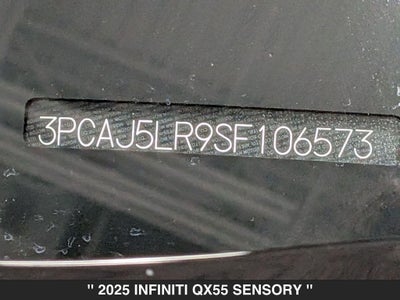 3PCAJ5LR9SF106573
" 2025 INFINITI QX55 SENSORY "